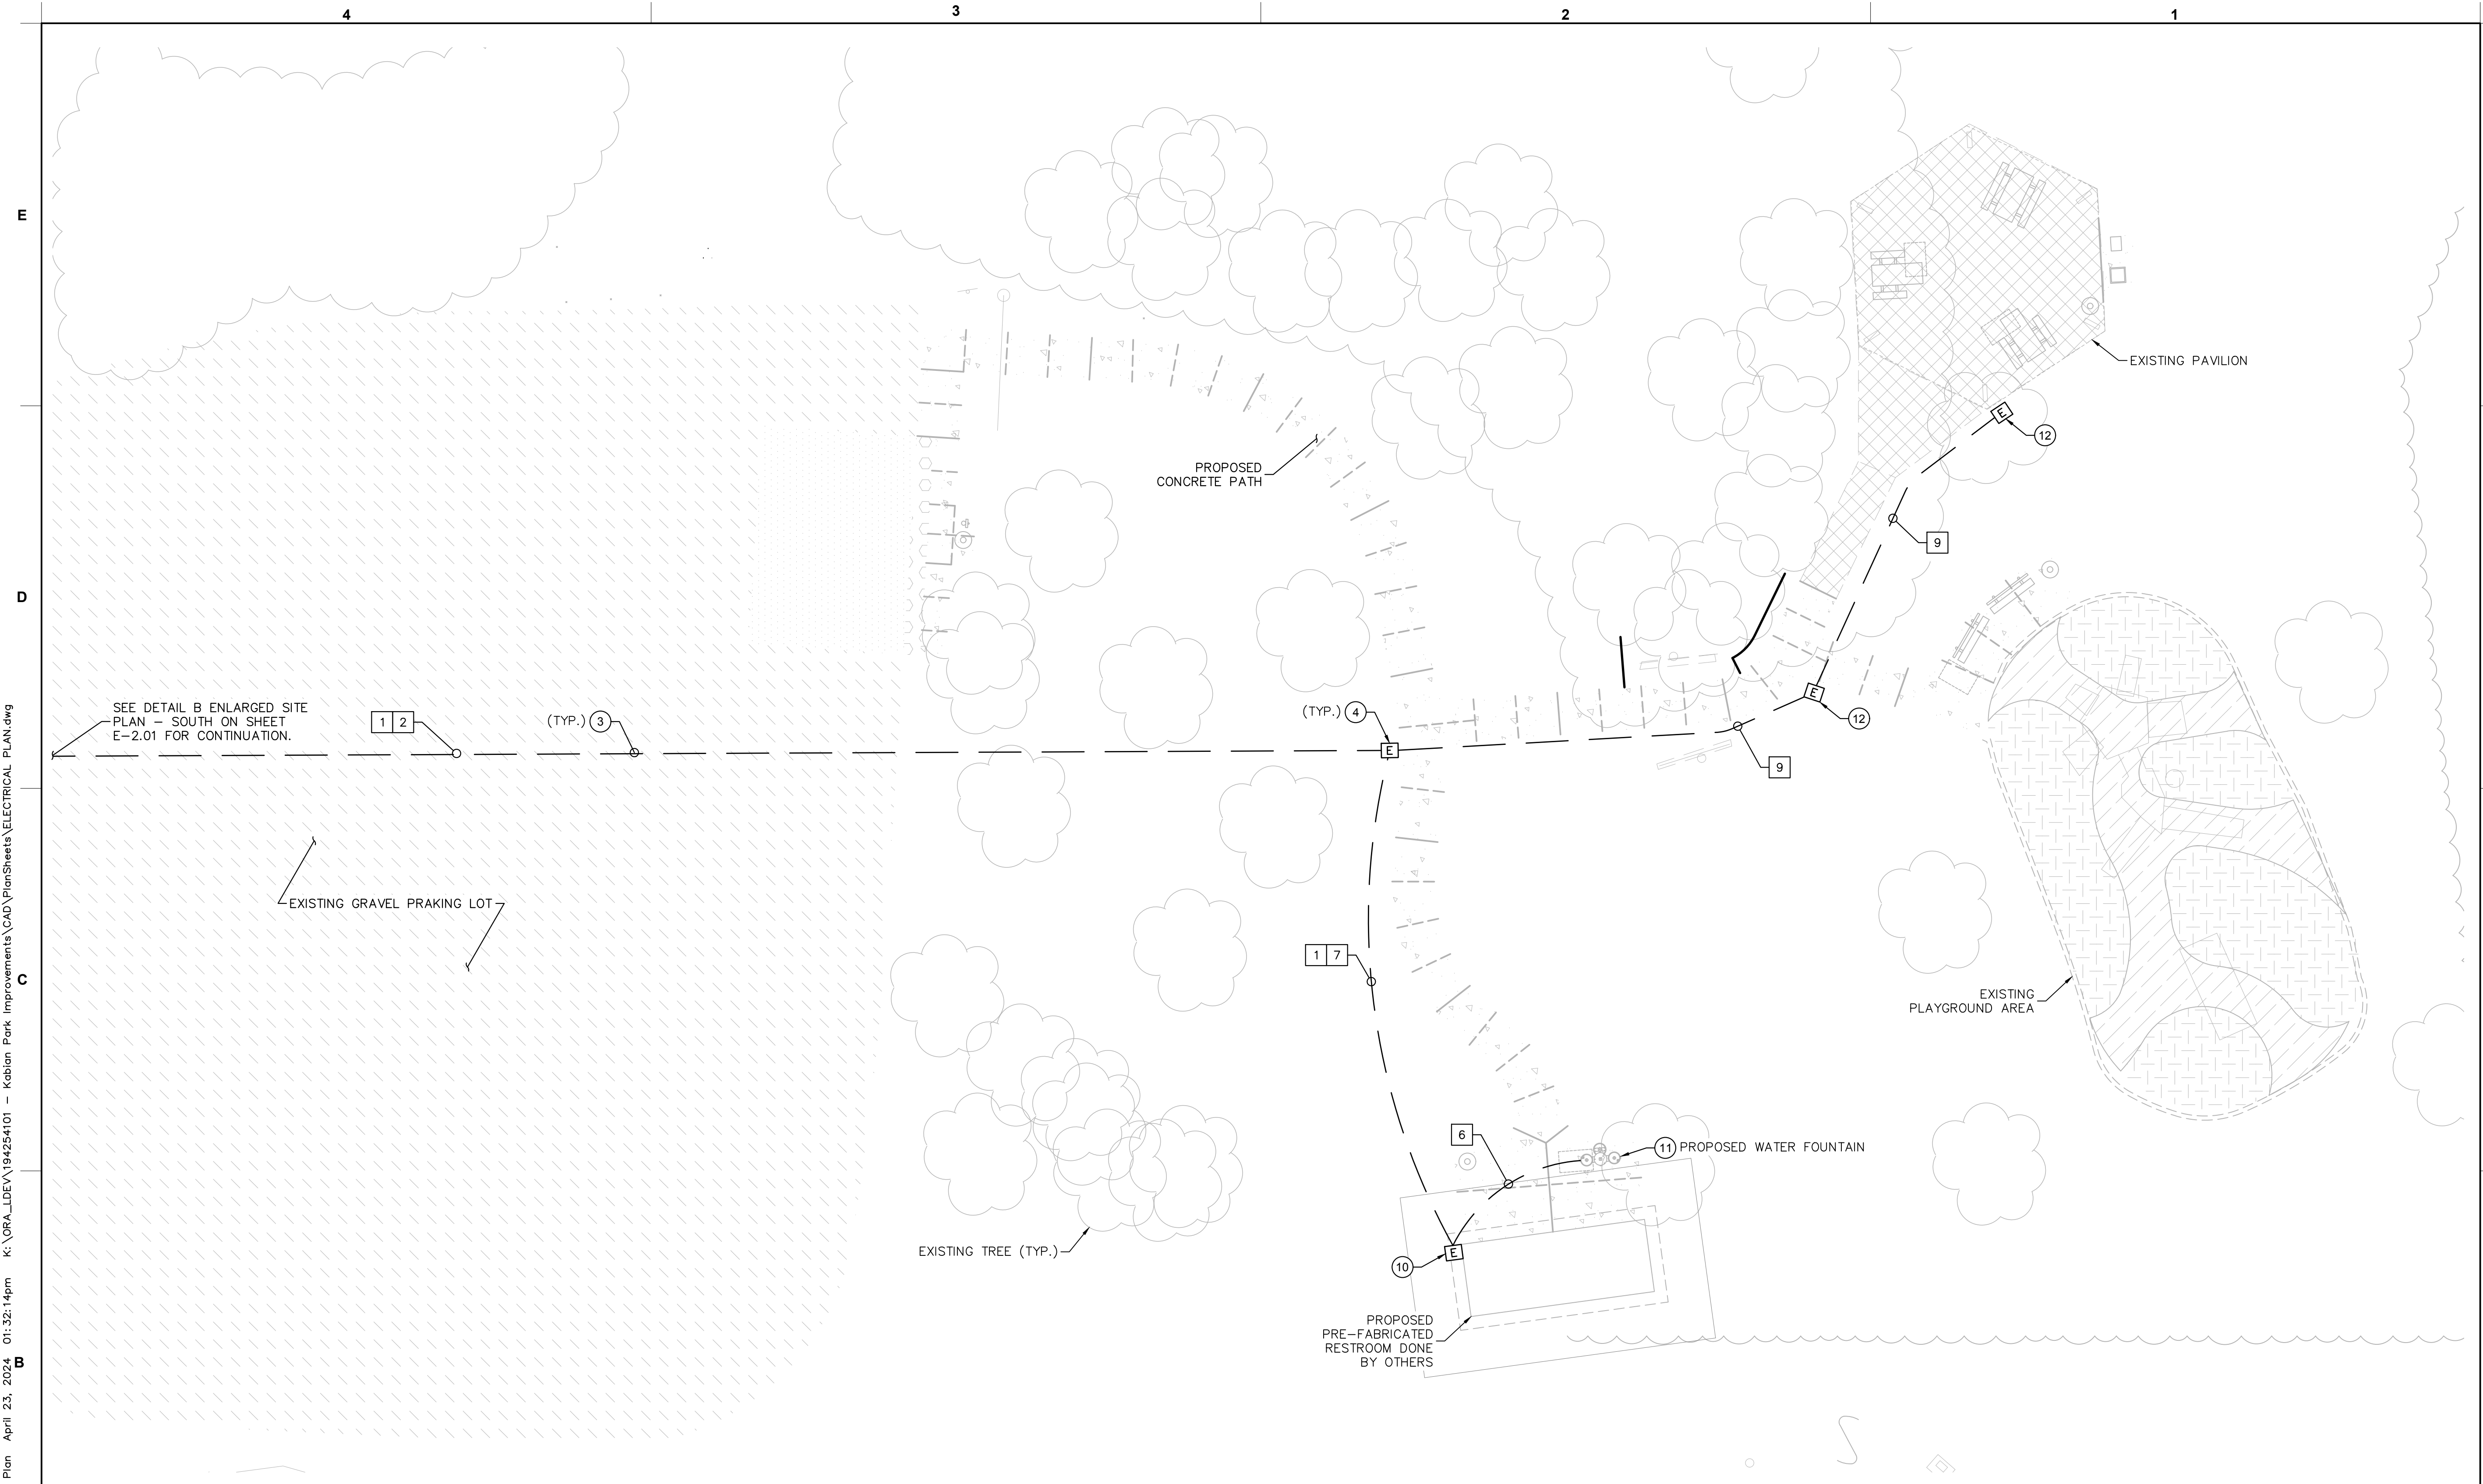 4
3
2
1
E
D
C
B
EXISTING PAVILION
12
PROPOSED
CONCRETE PATH
9
E
SEE DETAIL B ENLARGED SITE
PLAN - SOUTH ON SHEET
E-2.01 FOR CONTINUATION.
1 2
(TYP.) 3
(TYP.) 4
E
E
12
9
EXISTING GRAVEL PRAKING LOT
1 7
EXISTING
PLAYGROUND AREA
6
11 PROPOSED WATER FOUNTAIN
EXISTING TREE (TYP.)
E
10
PROPOSED
PRE-FABRICATED
RESTROOM DONE
BY OTHERS
Plan April 23, 2024 01:32:14pm K:\ORA_LDEV\194254101 - Kabian Park Improvements\CAD\PlanSheets\ELECTRICAL PLAN.dwg